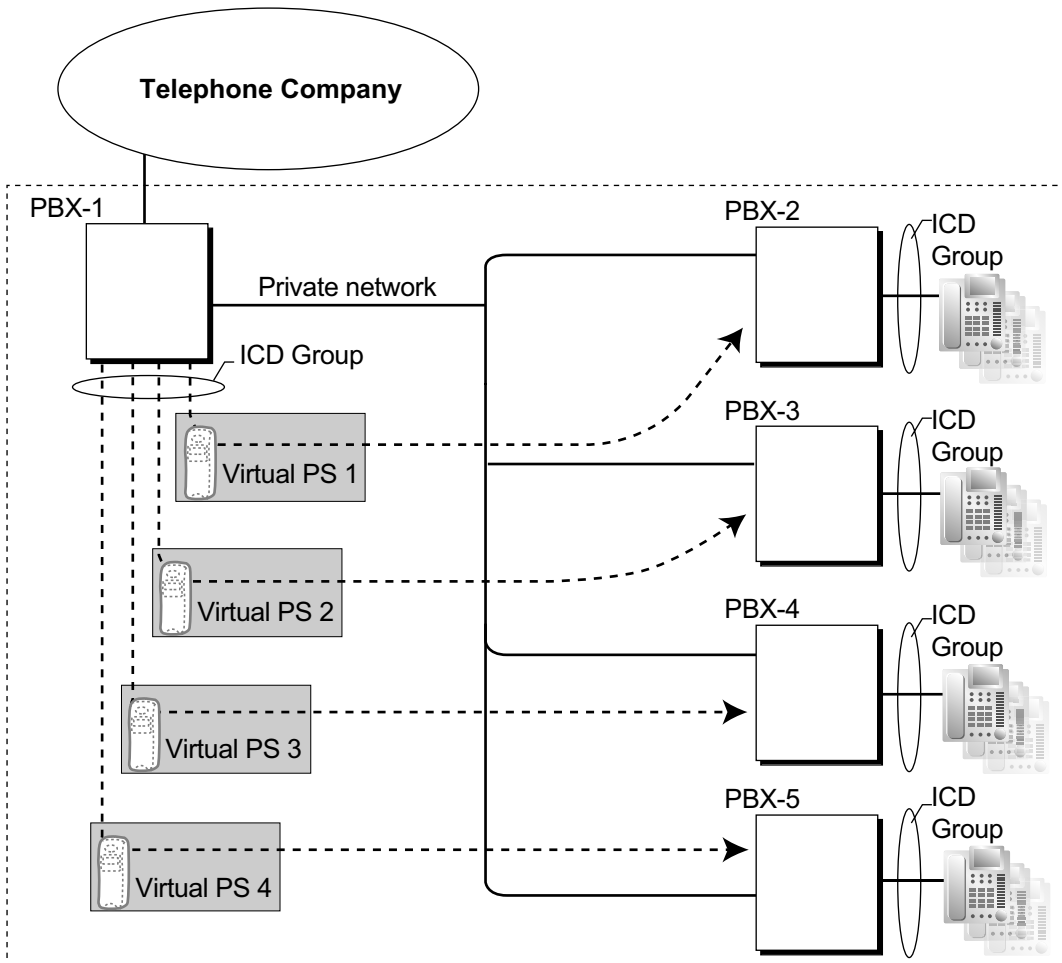 Telephone Company
PBX-1
Private network
ICD Group
Virtual PS 1
Virtual PS 2
Virtual PS 3
Virtual PS 4
PBX-2
ICD
Group
PBX-3
ICD
Group
PBX-4
ICD
Group
PBX-5
ICD
Group